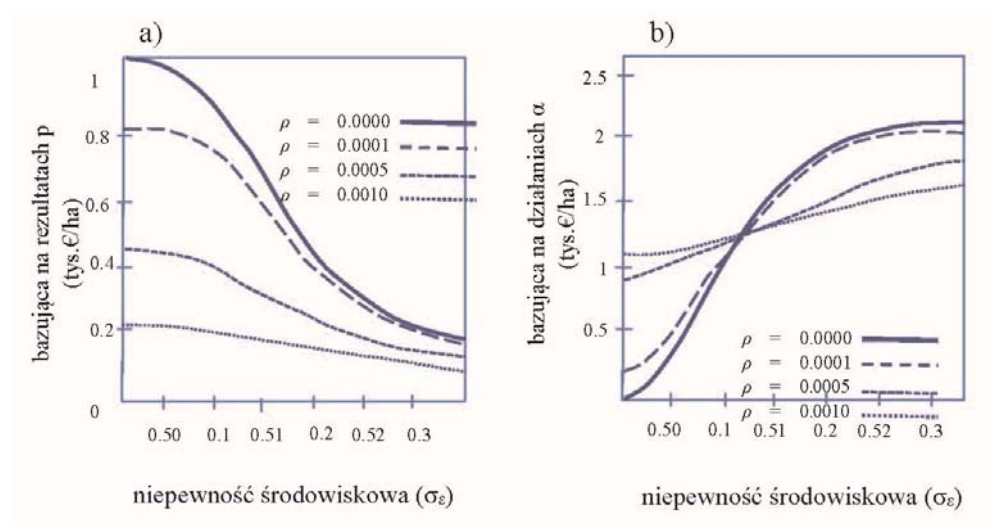 a)
bazująca na rezultatach p
(tys.€/ha)
1
0.8
0.6
0.4
0.2
0
ρ = 0.0000
ρ = 0.0001
ρ = 0.0005
ρ = 0.0010
0.50 0.1 0.51 0.2 0.52 0.3
niepewność środowiskowa (σε)
b)
bazująca na działaniach α
(tys.€/ha)
2.5
2
1.5
1
0.5
ρ = 0.0000
ρ = 0.0001
ρ = 0.0005
ρ = 0.0010
0.50 0.1 0.51 0.2 0.52 0.3
niepewność środowiskowa (σε)